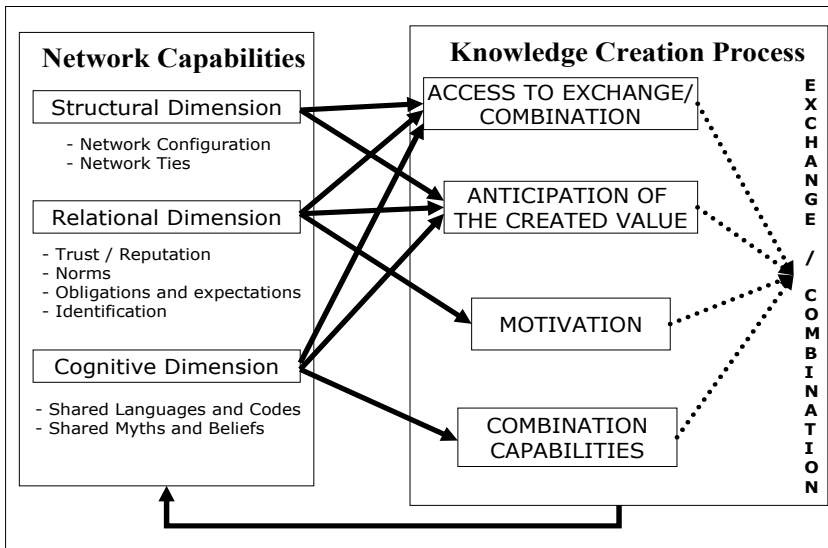 Network Capabilities
Structural Dimension
- Network Configuration
- Network Ties
Relational Dimension
- Trust / Reputation
- Norms
- Obligations and expectations
- Identification
Cognitive Dimension
- Shared Languages and Codes
- Shared Myths and Beliefs
Knowledge Creation Process
ACCESS TO EXCHANGE/
COMBINATION
ANTICIPATION OF
THE CREATED VALUE
MOTIVATION
COMBINATION
CAPABILITIES
EXCHANGE / COMBINATION